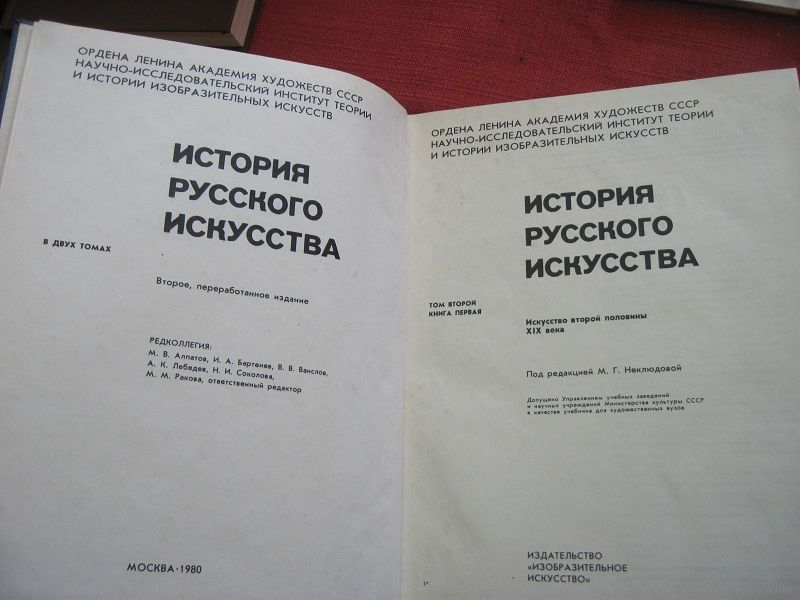 ОРДЕНА ЛЕНИНА АКАДЕМИЯ ХУДОЖЕСТВ СССР
НАУЧНО-ИССЛЕДОВАТЕЛЬСКИЙ ИНСТИТУТ ТЕОРИИ
И ИСТОРИИ ИЗОБРАЗИТЕЛЬНЫХ ИСКУССТВ
ИСТОРИЯ
РУССКОГО
ИСКУССТВА
В ДВУХ ТОМАХ
Второе, переработанное издание
РЕДКОЛЛЕГИЯ:
М. В. Алпатов, И. А. Бартенев, В. В. Ванслов,
А. К. Лебедев, Н. И. Соколова,
М. М. Ракова, ответственный редактор
МОСКВА·1980
ОРДЕНА ЛЕНИНА АКАДЕМИЯ ХУДОЖЕСТВ СССР
НАУЧНО-ИССЛЕДОВАТЕЛЬСКИЙ ИНСТИТУТ ТЕОРИИ
И ИСТОРИИ ИЗОБРАЗИТЕЛЬНЫХ ИСКУССТВ
ИСТОРИЯ
РУССКОГО
ИСКУССТВА
ТОМ ВТОРОЙ
КНИГА ПЕРВАЯ
Искусство второй половины
XIX века
Под редакцией М. Г. Неклюдовой
Допущено Управлением учебных заведений
и научных учреждений Министерства культуры СССР
в качестве учебника для художественных вузов
ИЗДАТЕЛЬСТВО
«ИЗОБРАЗИТЕЛЬНОЕ
ИСКУССТВО»